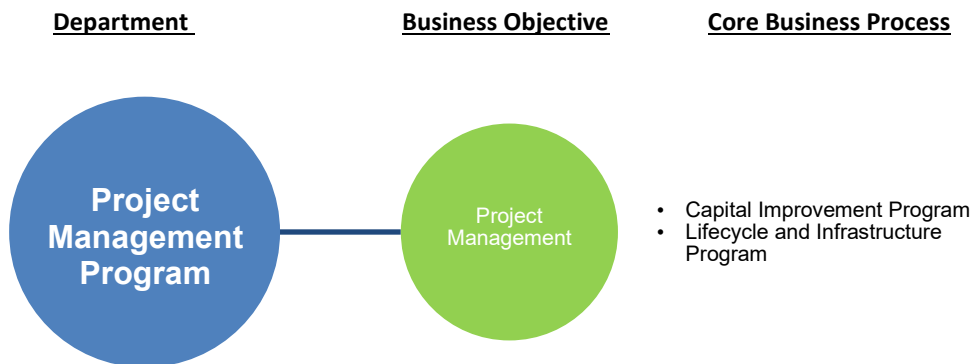 Department
Business Objective
Core Business Process
Project
Management
Program
Project
Management
• Capital Improvement Program
• Lifecycle and Infrastructure
Program